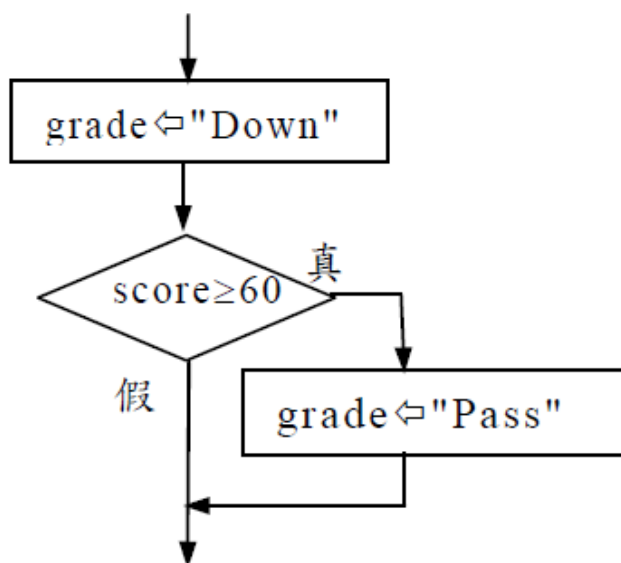 grade⇦"Down"
真
score≥60
假
grade⇦"Pass"